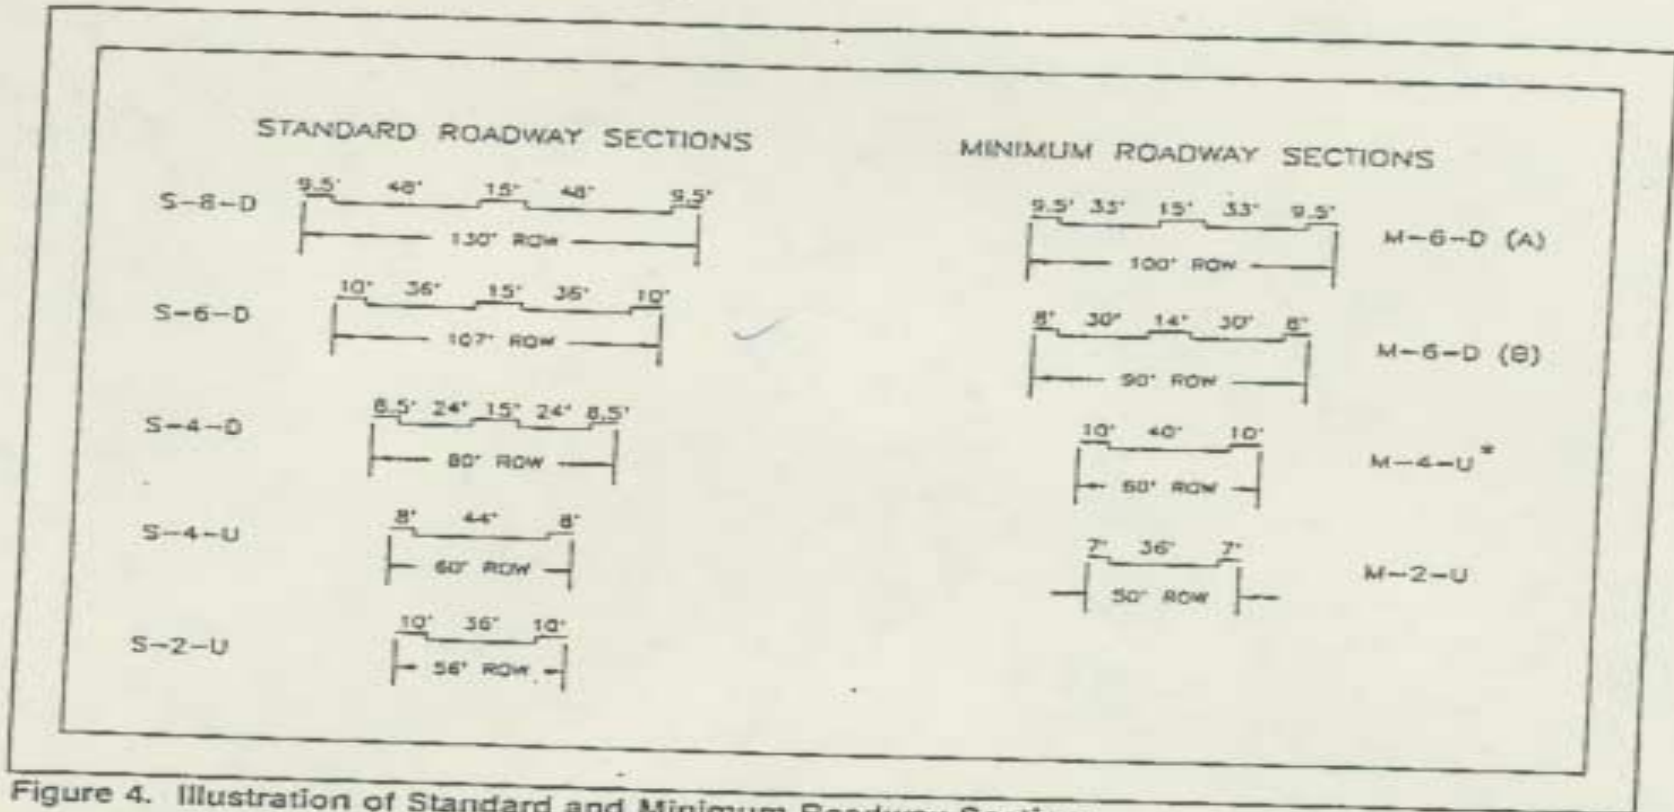 STANDARD ROADWAY SECTIONS
S-8-D
9.5' 48' 15' 48' 9.5'
130' ROW
S-6-D
10' 36' 15' 36' 10'
107' ROW
S-4-D
8.5' 24' 15' 24' 8.5'
80' ROW
S-4-U
8' 44' 8'
60' ROW
S-2-U
10' 36' 10'
56' ROW
MINIMUM ROADWAY SECTIONS
9.5' 33' 15' 33' 9.5'
M-6-D (A)
100' ROW
8' 30' 14' 30' 8'
M-6-D (B)
90' ROW
10' 40' 10'
M-4-U*
60' ROW
7' 36' 7'
M-2-U
50' ROW
Figure 4. Illustration of Standard and Minimum Roadway